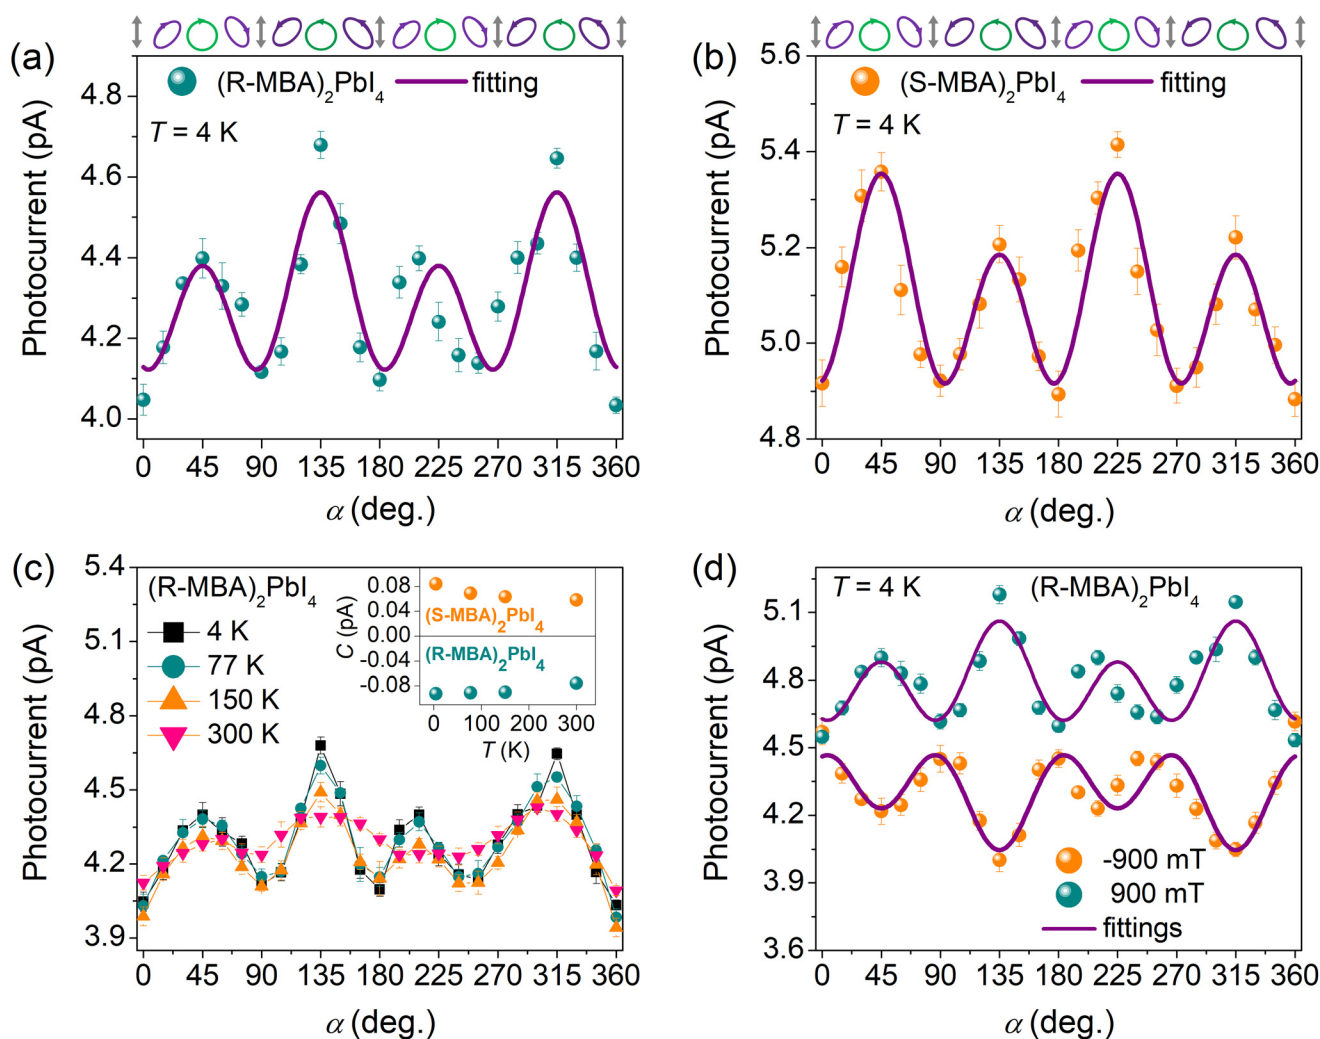 (a)
(R-MBA)₂PbI₄ fitting
T = 4 K
Photocurrent (pA)
4.8
4.6
4.4
4.2
4.0
0 45 90 135 180 225 270 315 360
α (deg.)
(b)
(S-MBA)₂PbI₄ fitting
T = 4 K
Photocurrent (pA)
5.6
5.4
5.2
5.0
4.8
0 45 90 135 180 225 270 315 360
α (deg.)
(c)
(R-MBA)₂PbI₄
4 K
77 K
150 K
300 K
Photocurrent (pA)
5.4
5.1
4.8
4.5
4.2
3.9
0 45 90 135 180 225 270 315 360
α (deg.)
C (pA)
0.08
0.04
0.00
-0.04
-0.08
(S-MBA)₂PbI₄
(R-MBA)₂PbI₄
0 100 200 300
T (K)
(d)
T = 4 K (R-MBA)₂PbI₄
Photocurrent (pA)
5.1
4.8
4.5
4.2
3.9
3.6
-900 mT
900 mT
fittings
0 45 90 135 180 225 270 315 360
α (deg.)